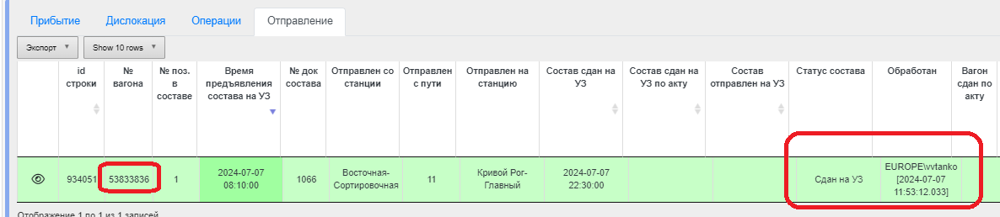 Прибытие Дислокация Операции Отправление
Экспорт Show 10 rows
id строки № вагона № поз. в составе Время предъявления состава на УЗ № док состава Отправлен со станции Отправлен с пути Отправлен на станцию Состав сдан на УЗ Состав сдан на УЗ по акту Состав отправлен на УЗ Статус состава Обработан Вагон сдан по акту
934051 53833836 1 2024-07-07 08:10:00 1066 Восточная-Сортировочная 11 Кривой Рог-Главный 2024-07-07 22:30:00 Сдан на УЗ EUROPE\vvtanko [2024-07-07 11:53:12.033]
Отображение 1 по 1 из 1 записей